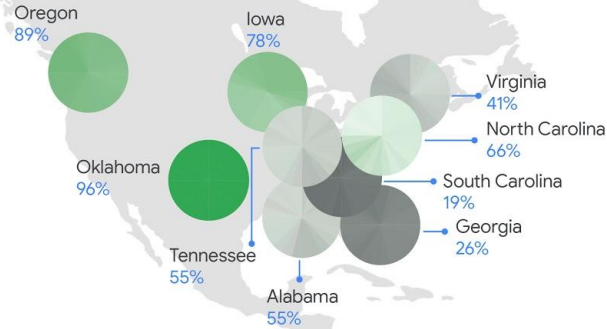 Oregon
89%
Iowa
78%
Virginia
41%
North Carolina
66%
Oklahoma
96%
South Carolina
19%
Georgia
26%
Tennessee
55%
Alabama
55%